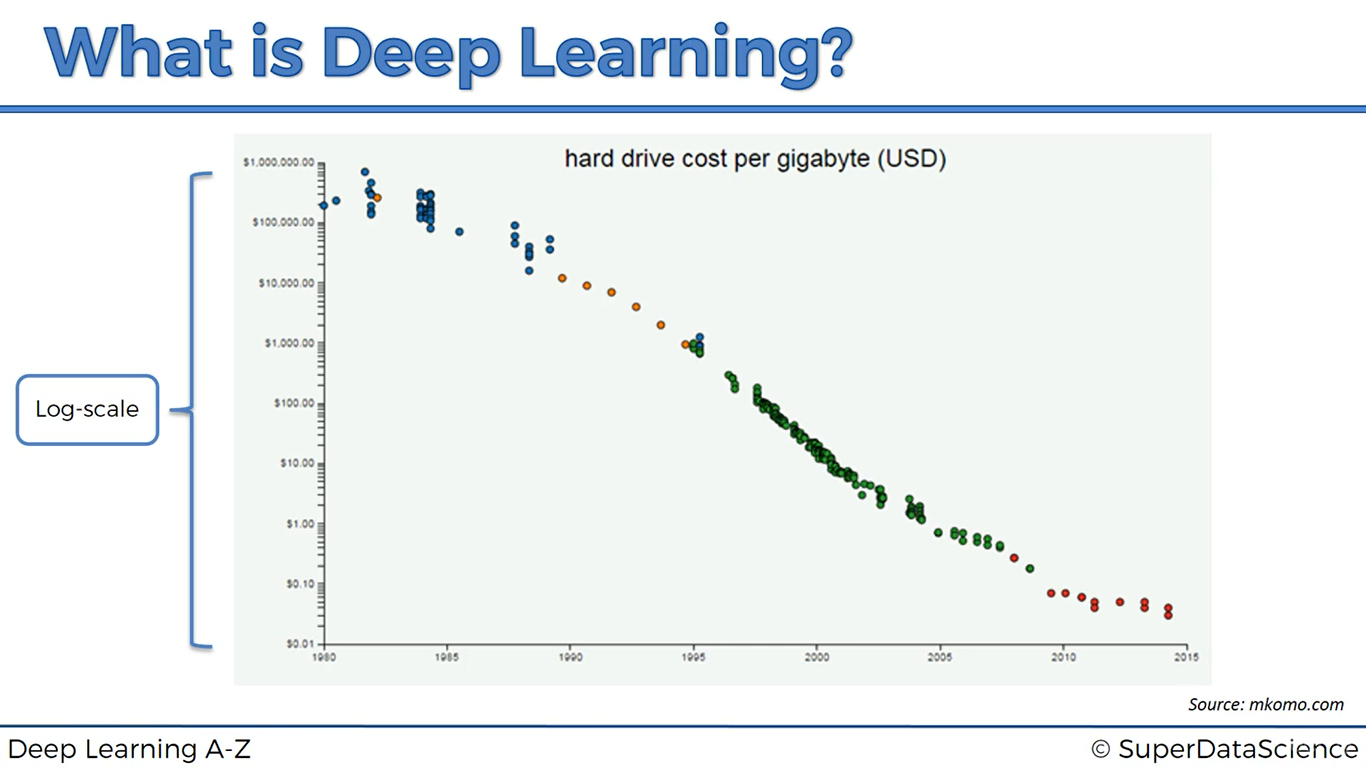 What is Deep Learning?
hard drive cost per gigabyte (USD)
$1,000,000.00
$100,000.00
$10,000.00
$1,000.00
$100.00
$10.00
$1.00
$0.10
$0.01
Log-scale
1980 1985 1990 1995 2000 2005 2010 2015
Source: mkomo.com
Deep Learning A-Z
© SuperDataScience